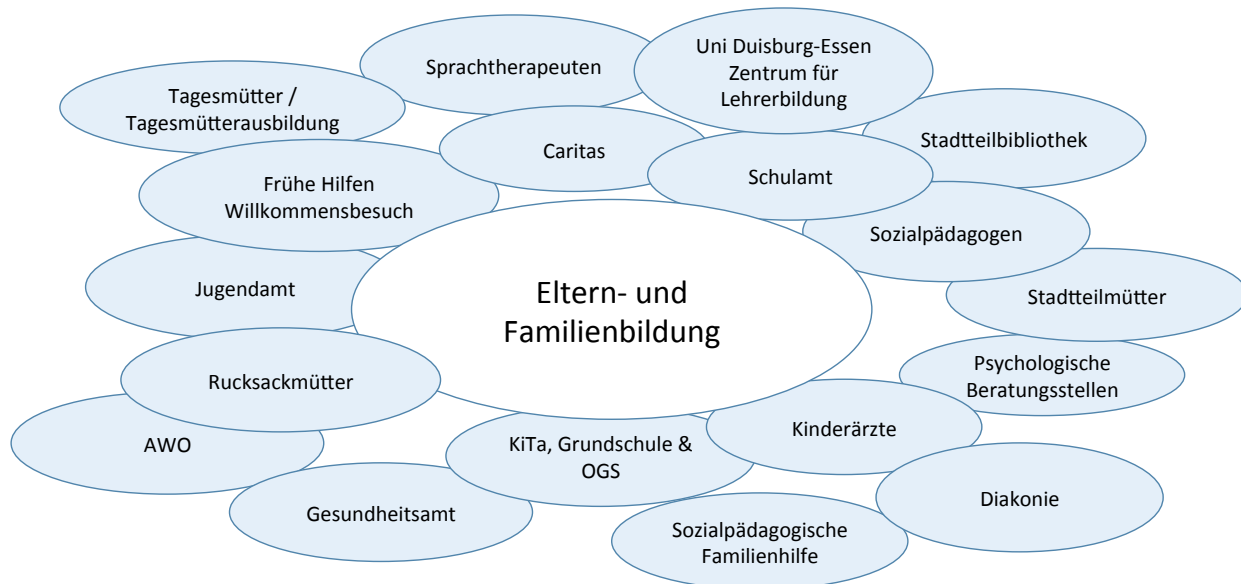 Uni Duisburg-Essen
Zentrum für
Lehrerbildung
Sprachtherapeuten
Tagesmütter /
Tagesmütterausbildung
Stadtteilbibliothek
Caritas
Schulamt
Frühe Hilfen
Willkommensbesuch
Sozialpädagogen
Jugendamt
Eltern- und
Familienbildung
Stadtteilmütter
Rucksackmütter
Psychologische
Beratungsstellen
AWO
KiTa, Grundschule &
OGS
Kinderärzte
Gesundheitsamt
Diakonie
Sozialpädagogische
Familienhilfe